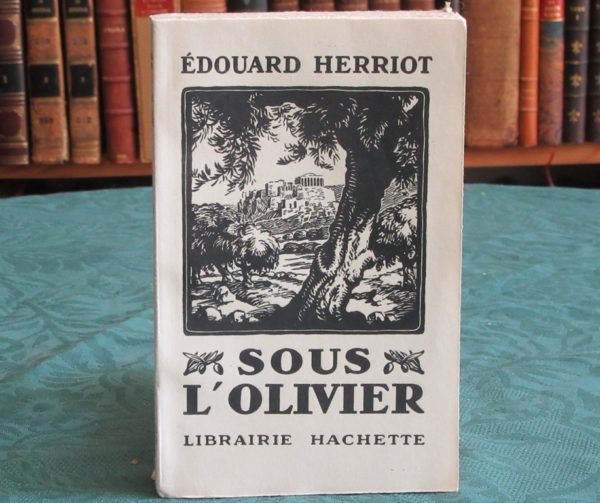 ÉDOUARD HERRIOT
SOUS
L'OLIVIER
LIBRAIRIE HACHETTE